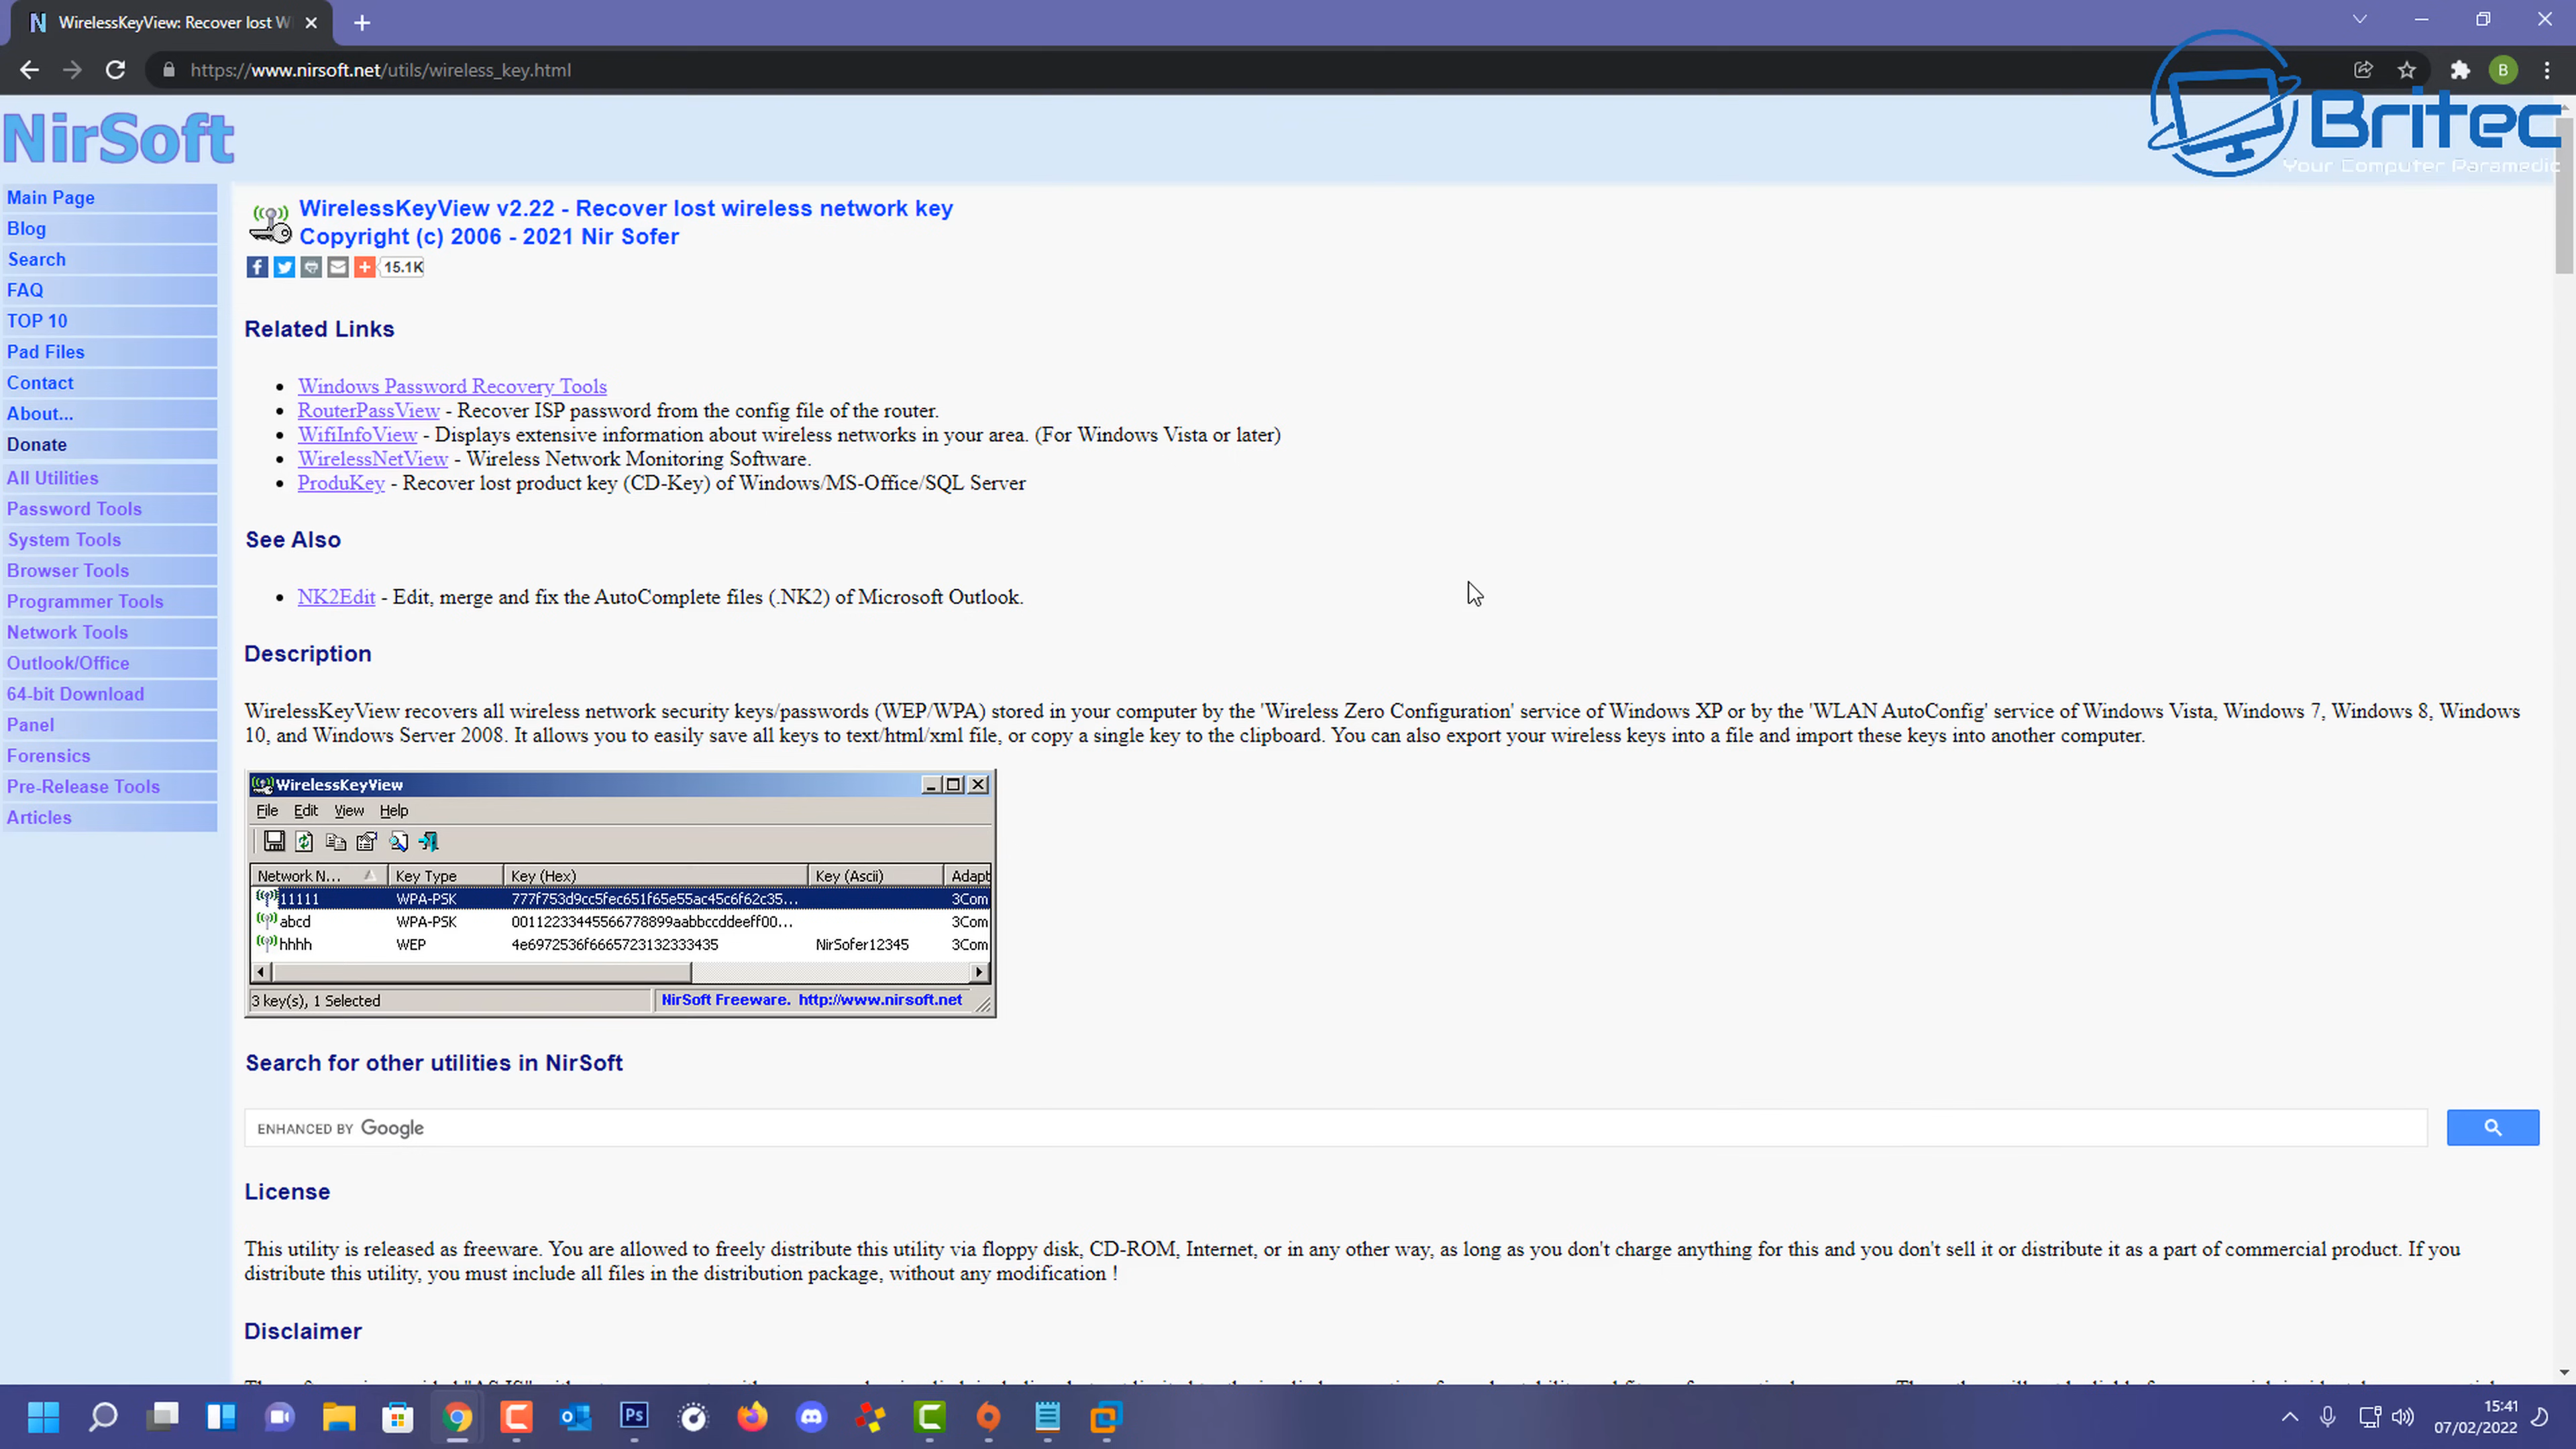 WirelessKeyView: Recover lost W
https://www.nirsoft.net/utils/wireless_key.html
B
Britec
Your Computer Paramedic
NirSoft
Main Page
Blog
Search
FAQ
TOP 10
Pad Files
Contact
About...
Donate
All Utilities
Password Tools
System Tools
Browser Tools
Programmer Tools
Network Tools
Outlook/Office
64-bit Download
Panel
Forensics
Pre-Release Tools
Articles
WirelessKeyView v2.22 - Recover lost wireless network key
Copyright (c) 2006 - 2021 Nir Sofer
15.1K
Related Links
• Windows Password Recovery Tools
• RouterPassView - Recover ISP password from the config file of the router.
• WifiInfoView - Displays extensive information about wireless networks in your area. (For Windows Vista or later)
• WirelessNetView - Wireless Network Monitoring Software.
• ProduKey - Recover lost product key (CD-Key) of Windows/MS-Office/SQL Server
See Also
• NK2Edit - Edit, merge and fix the AutoComplete files (.NK2) of Microsoft Outlook.
Description
WirelessKeyView recovers all wireless network security keys/passwords (WEP/WPA) stored in your computer by the 'Wireless Zero Configuration' service of Windows XP or by the 'WLAN AutoConfig' service of Windows Vista, Windows 7, Windows 8, Windows
10, and Windows Server 2008. It allows you to easily save all keys to text/html/xml file, or copy a single key to the clipboard. You can also export your wireless keys into a file and import these keys into another computer.
WirelessKeyView
File Edit View Help
Network N... Key Type Key (Hex) Key (Ascii) Adapt
11111 WPA-PSK 777f753d9cc5fec651f65e55ac45c6f62c35... 3Com
abcd WPA-PSK 00112233445566778899aabbccddeeff00... 3Com
hhhh WEP 4e6972536f6665723132333435 NirSofer12345 3Com
3 key(s), 1 Selected NirSoft Freeware. http://www.nirsoft.net
Search for other utilities in NirSoft
ENHANCED BY Google
License
This utility is released as freeware. You are allowed to freely distribute this utility via floppy disk, CD-ROM, Internet, or in any other way, as long as you don't charge anything for this and you don't sell it or distribute it as a part of commercial product. If you
distribute this utility, you must include all files in the distribution package, without any modification !
Disclaimer
Ps
15:41
07/02/2022